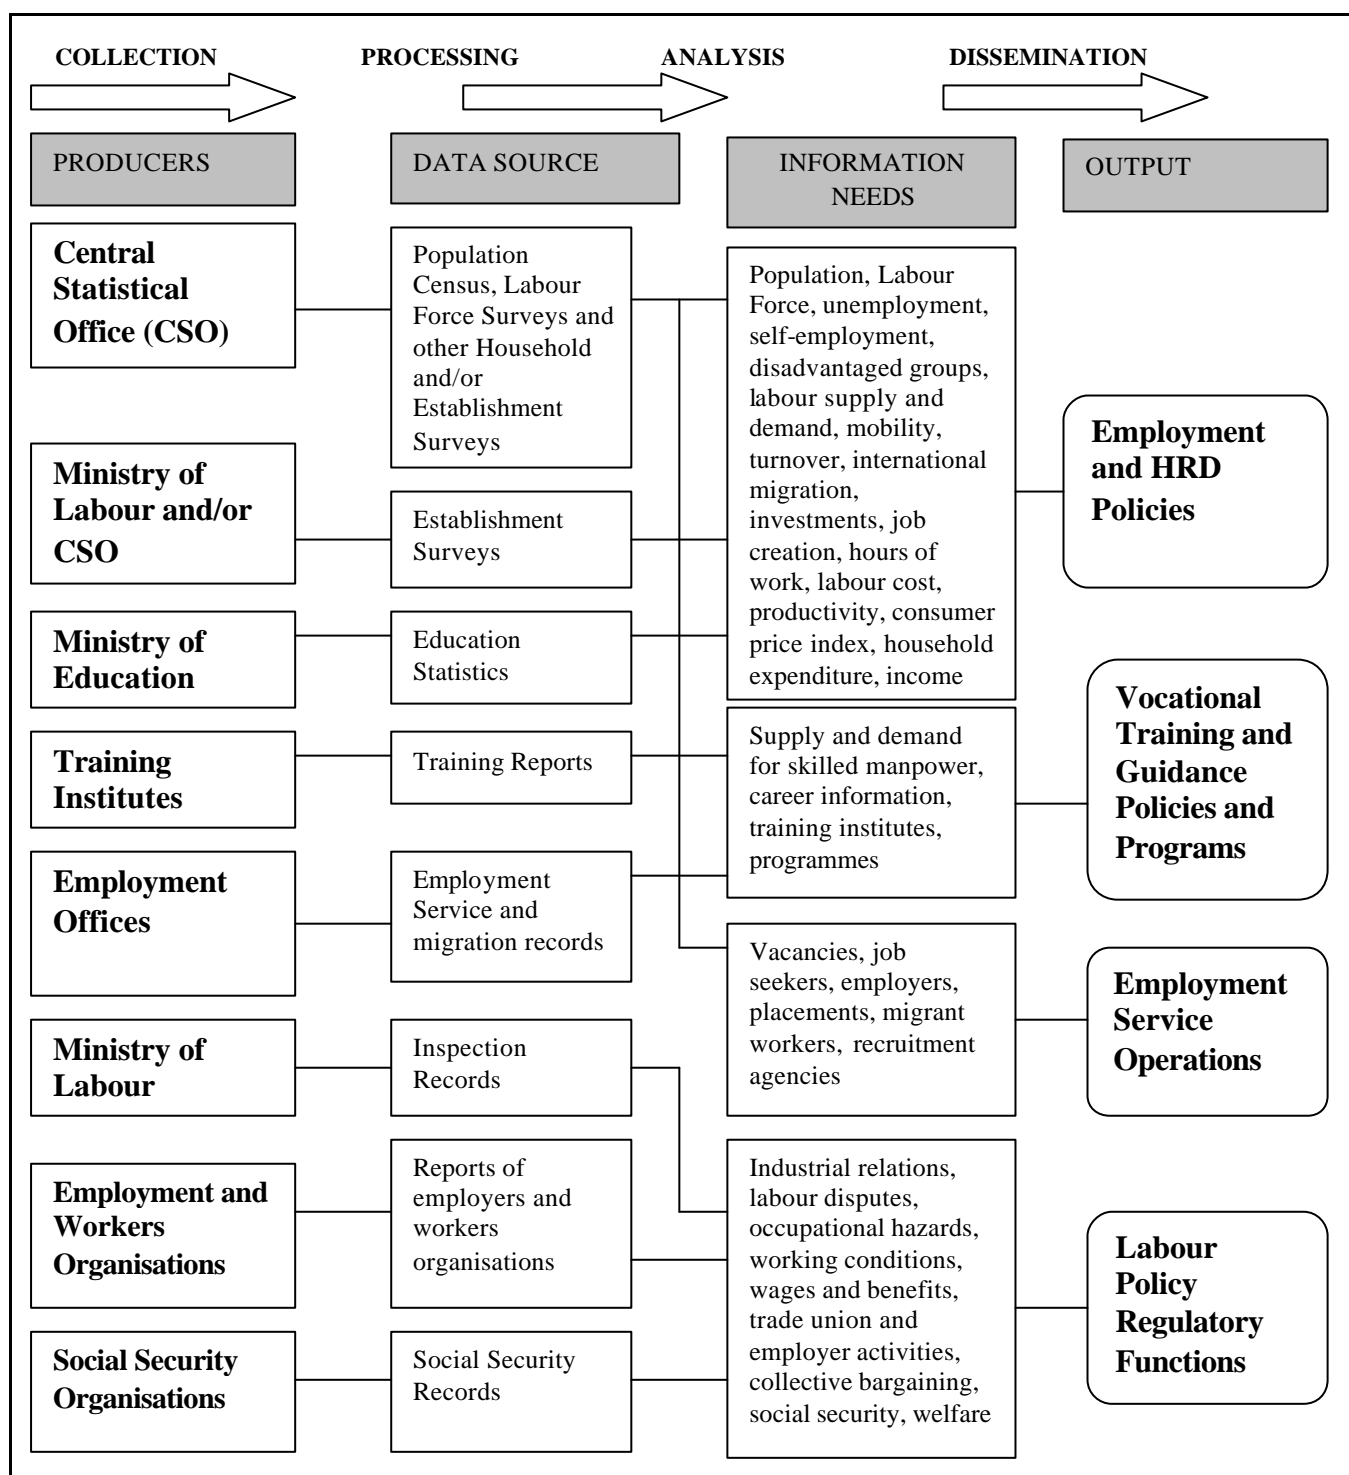 COLLECTION
PROCESSING
ANALYSIS
DISSEMINATION
PRODUCERS
DATA SOURCE
INFORMATION
NEEDS
OUTPUT
Central
Statistical
Office (CSO)
Ministry of
Labour and/or
CSO
Ministry of
Education
Training
Institutes
Employment
Offices
Ministry of
Labour
Employment and
Workers
Organisations
Social Security
Organisations
Population
Census, Labour
Force Surveys and
other Household
and/or
Establishment
Surveys
Establishment
Surveys
Education
Statistics
Training Reports
Employment
Service and
migration records
Inspection
Records
Reports of
employers and
workers
organisations
Social Security
Records
Population, Labour
Force, unemployment,
self-employment,
disadvantaged groups,
labour supply and
demand, mobility,
turnover, international
migration,
investments, job
creation, hours of
work, labour cost,
productivity, consumer
price index, household
expenditure, income
Supply and demand
for skilled manpower,
career information,
training institutes,
programmes
Vacancies, job
seekers, employers,
placements, migrant
workers, recruitment
agencies
Industrial relations,
labour disputes,
occupational hazards,
working conditions,
wages and benefits,
trade union and
employer activities,
collective bargaining,
social security, welfare
Employment
and HRD
Policies
Vocational
Training and
Guidance
Policies and
Programs
Employment
Service
Operations
Labour
Policy
Regulatory
Functions